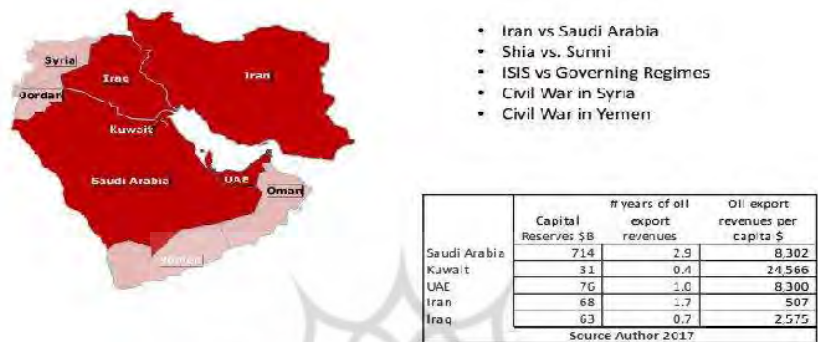 Syria
Iraq
Iran
Jordan
Kuwait
Saudi Arabia
UAE
Oman
Yemen
• Iran vs Saudi Arabia
• Shia vs. Sunni
• ISIS vs Governing Regimes
• Civil War in Syria
• Civil War in Yemen
Capital Reserves $B # years of oil export revenues Oil export revenues per capita $
Saudi Arabia 714 2.9 8,302
Kuwait 31 0.4 24,566
UAE 76 1.0 8,300
Iran 68 1.7 507
Iraq 63 0.7 2,575
Source Author 2017